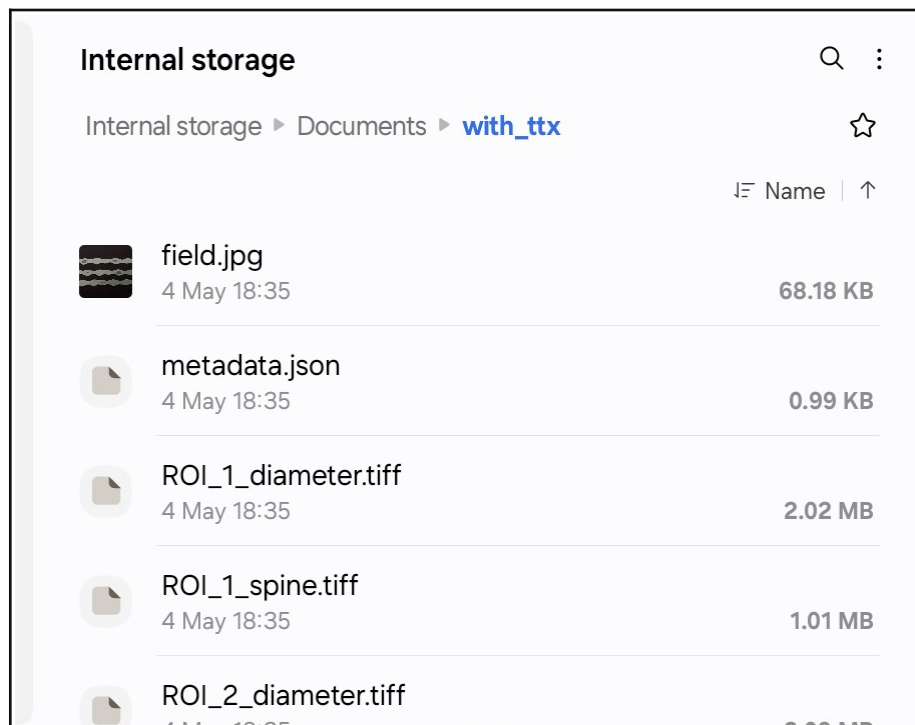 Internal storage
Internal storage ▸ Documents ▸ with_ttx
Name
field.jpg
4 May 18:35 68.18 KB
metadata.json
4 May 18:35 0.99 KB
ROI_1_diameter.tiff
4 May 18:35 2.02 MB
ROI_1_spine.tiff
4 May 18:35 1.01 MB
ROI_2_diameter.tiff